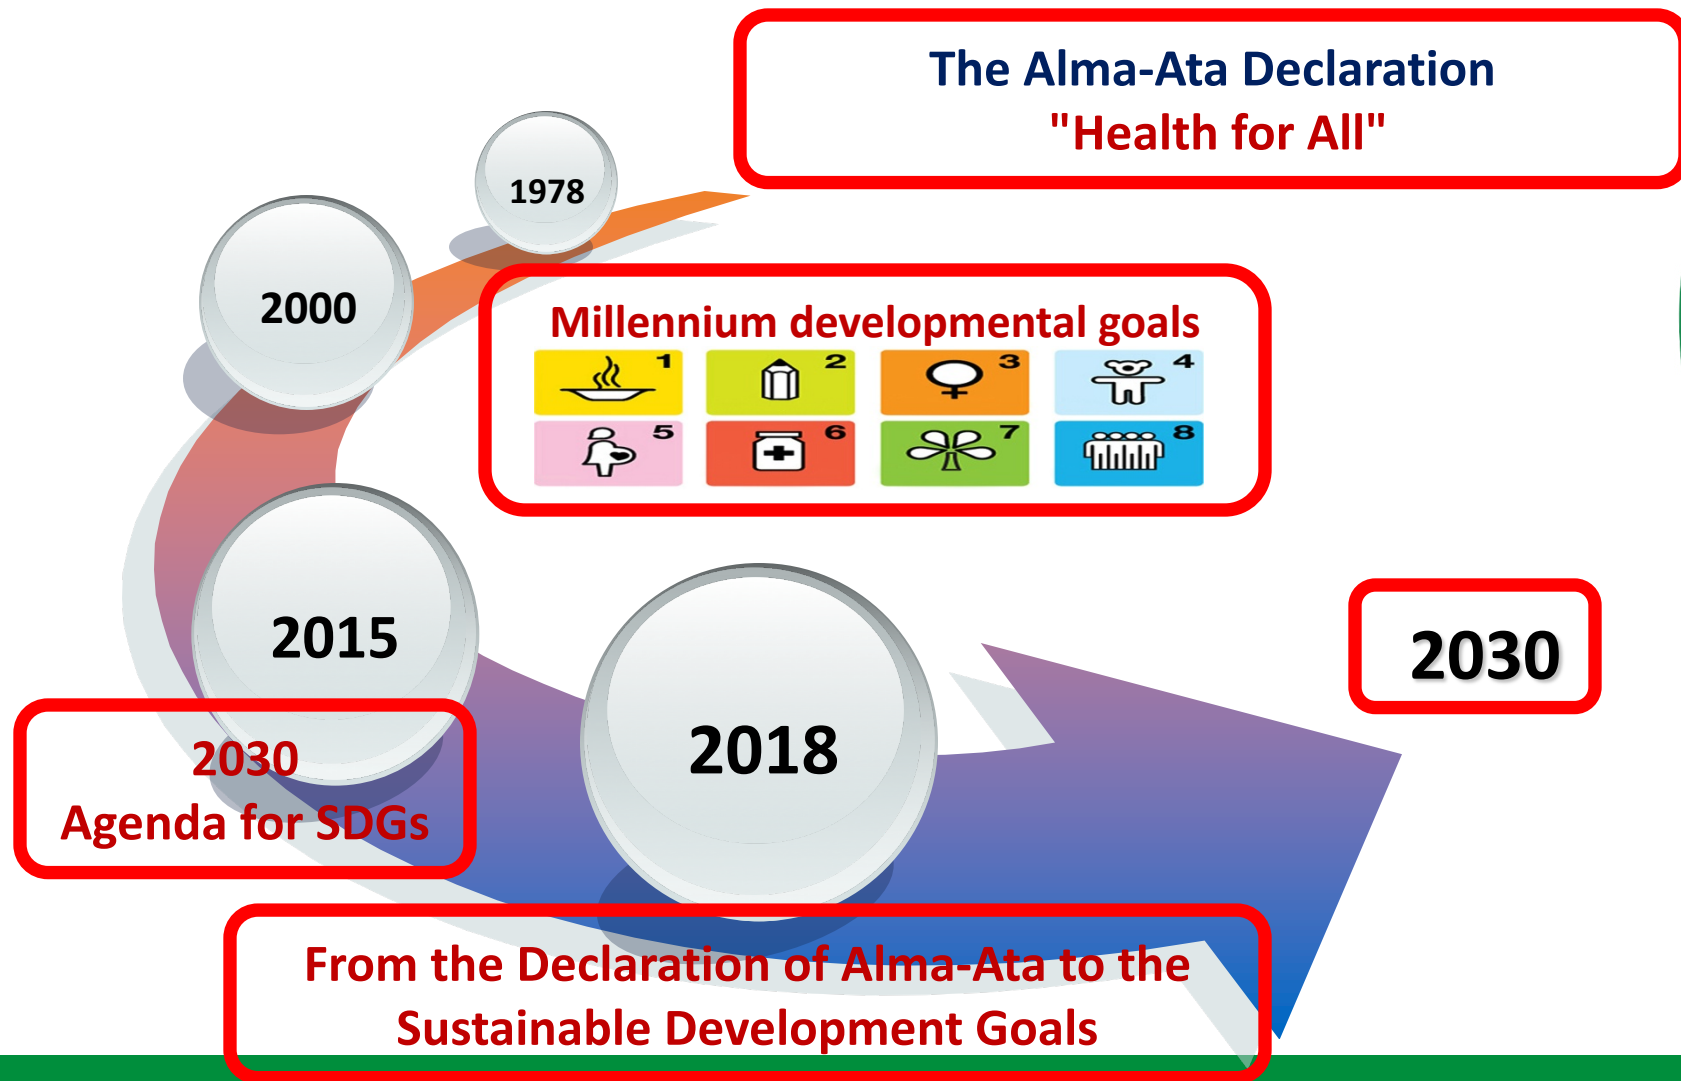 The Alma-Ata Declaration
"Health for All"
1978
2000
Millennium developmental goals
1
2
3
4
5
6
7
8
2015
2030
Agenda for SDGs
2018
2030
From the Declaration of Alma-Ata to the
Sustainable Development Goals